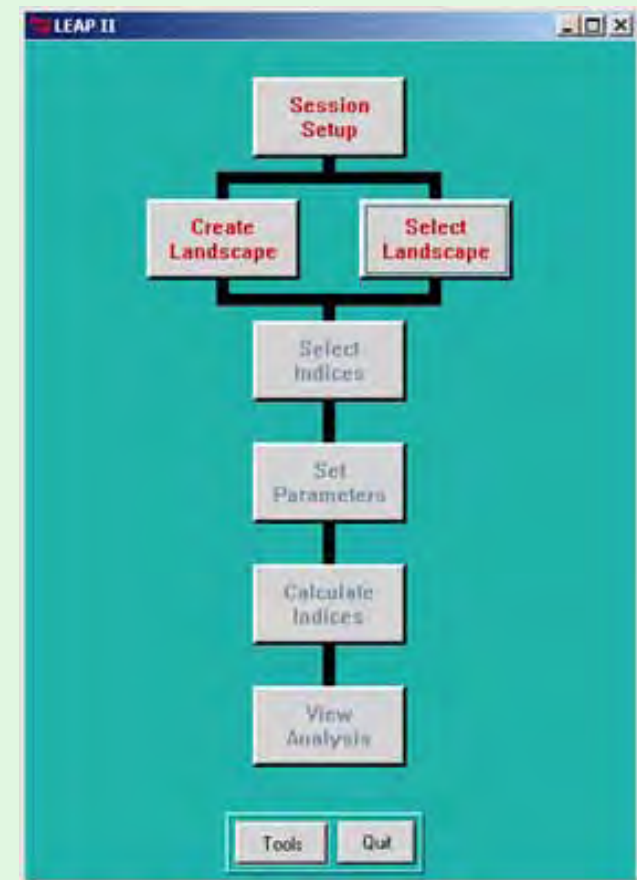 LEAP II
Session
Setup
Create
Landscape
Select
Landscape
Select
Indices
Set
Parameters
Calculate
Indices
View
Analysis
Tools
Quit